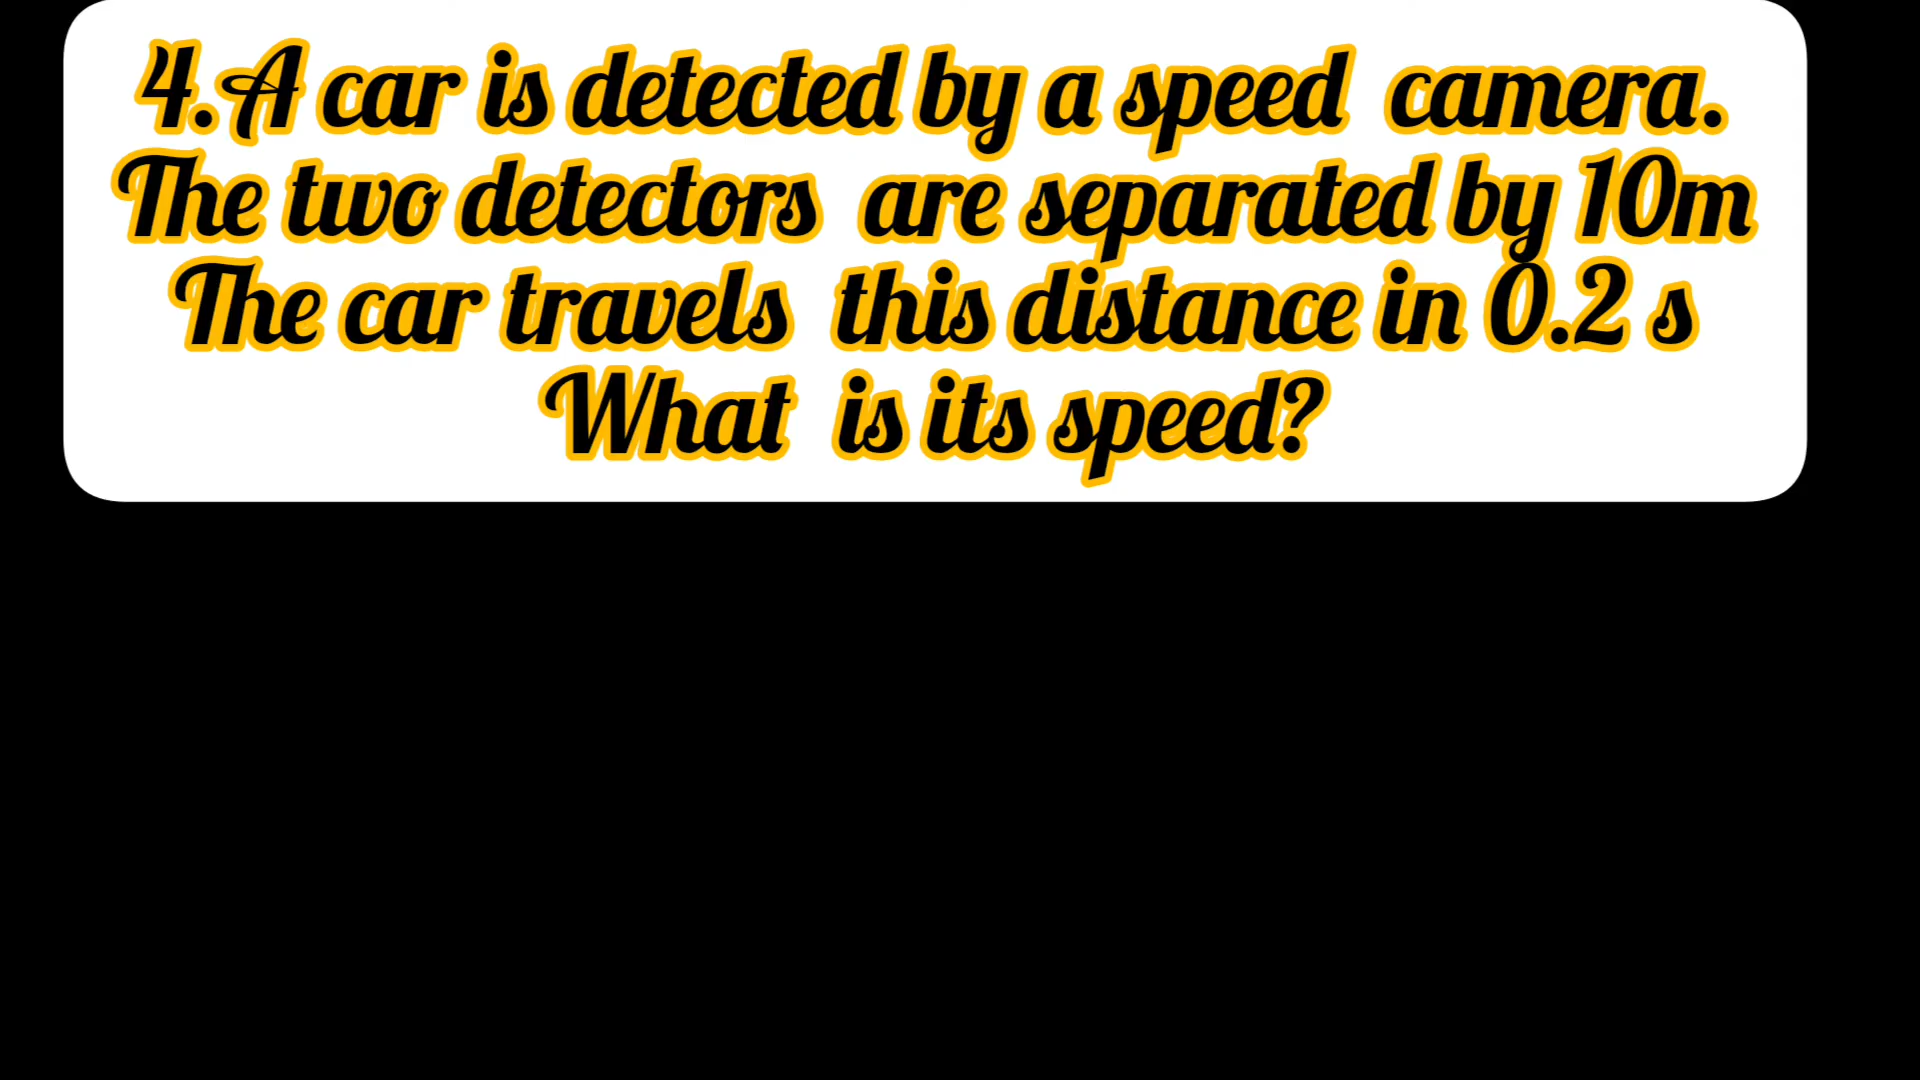 4.A car is detected by a speed camera.
The two detectors are separated by 10m
The car travels this distance in 0.2 s
What is its speed?